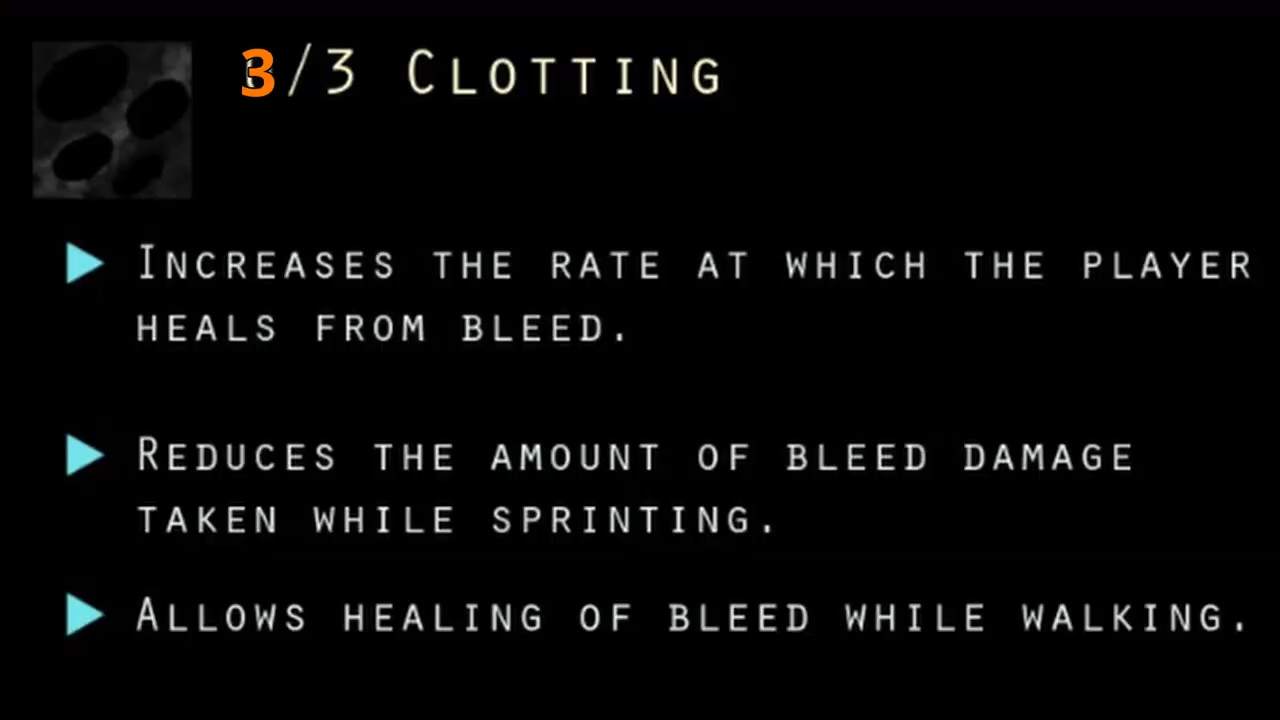 3/3 CLOTTING
INCREASES THE RATE AT WHICH THE PLAYER
HEALS FROM BLEED.
REDUCES THE AMOUNT OF BLEED DAMAGE
TAKEN WHILE SPRINTING.
ALLOWS HEALING OF BLEED WHILE WALKING.